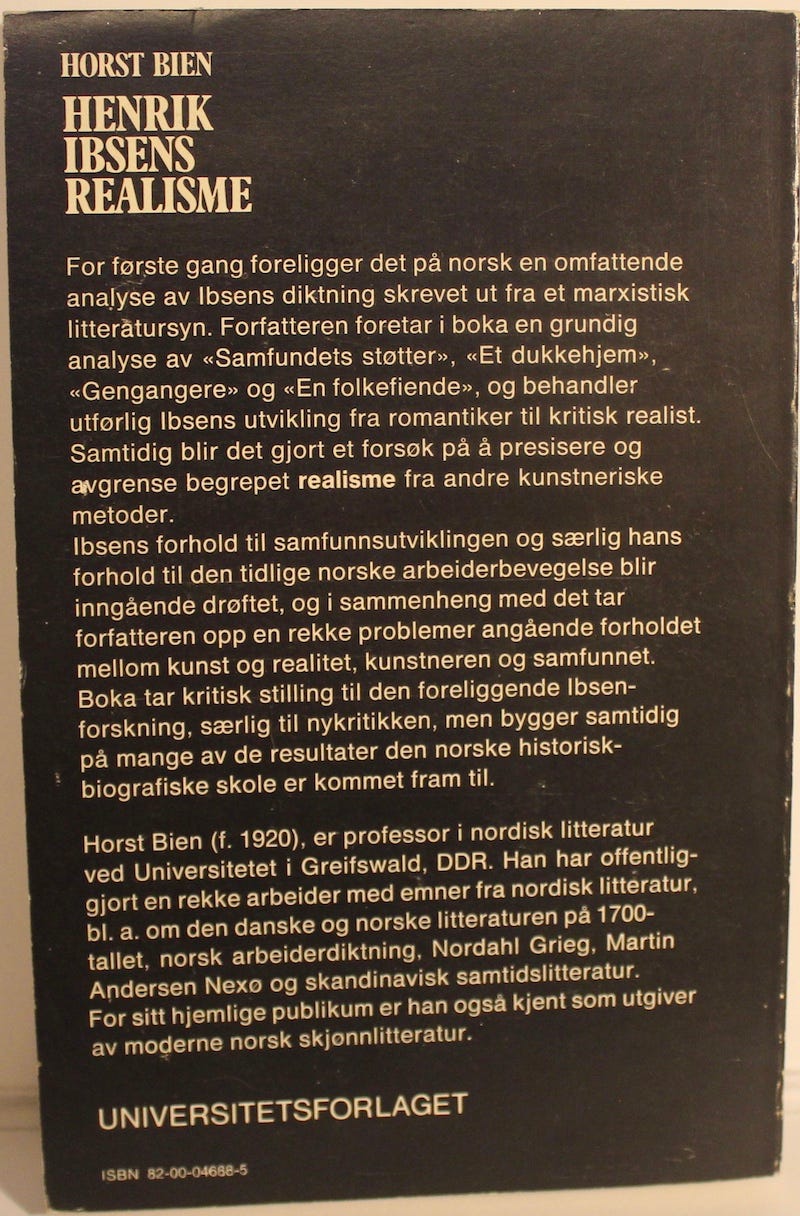 HORST BIEN
HENRIK
IBSENS
REALISME
For første gang foreligger det på norsk en omfattende
analyse av Ibsens diktning skrevet ut fra et marxistisk
litteratursyn. Forfatteren foretar i boka en grundig
analyse av «Samfundets støtter», «Et dukkehjem»,
«Gengangere» og «En folkefiende», og behandler
utførlig Ibsens utvikling fra romantiker til kritisk realist.
Samtidig blir det gjort et forsøk på å presisere og
avgrense begrepet realisme fra andre kunstneriske
metoder.
Ibsens forhold til samfunnsutviklingen og særlig hans
forhold til den tidlige norske arbeiderbevegelse blir
inngående drøftet, og i sammenheng med det tar
forfatteren opp en rekke problemer angående forholdet
mellom kunst og realitet, kunstneren og samfunnet.
Boka tar kritisk stilling til den foreliggende Ibsen-
forskning, særlig til nykritikken, men bygger samtidig
på mange av de resultater den norske historisk-
biografiske skole er kommet fram til.
Horst Bien (f. 1920), er professor i nordisk litteratur
ved Universitetet i Greifswald, DDR. Han har offentlig-
gjort en rekke arbeider med emner fra nordisk litteratur,
bl. a. om den danske og norske litteraturen på 1700-
tallet, norsk arbeiderdiktning, Nordahl Grieg, Martin
Andersen Nexø og skandinavisk samtidslitteratur.
For sitt hjemlige publikum er han også kjent som utgiver
av moderne norsk skjønnlitteratur.
UNIVERSITETSFORLAGET
ISBN 82-00-04668-5